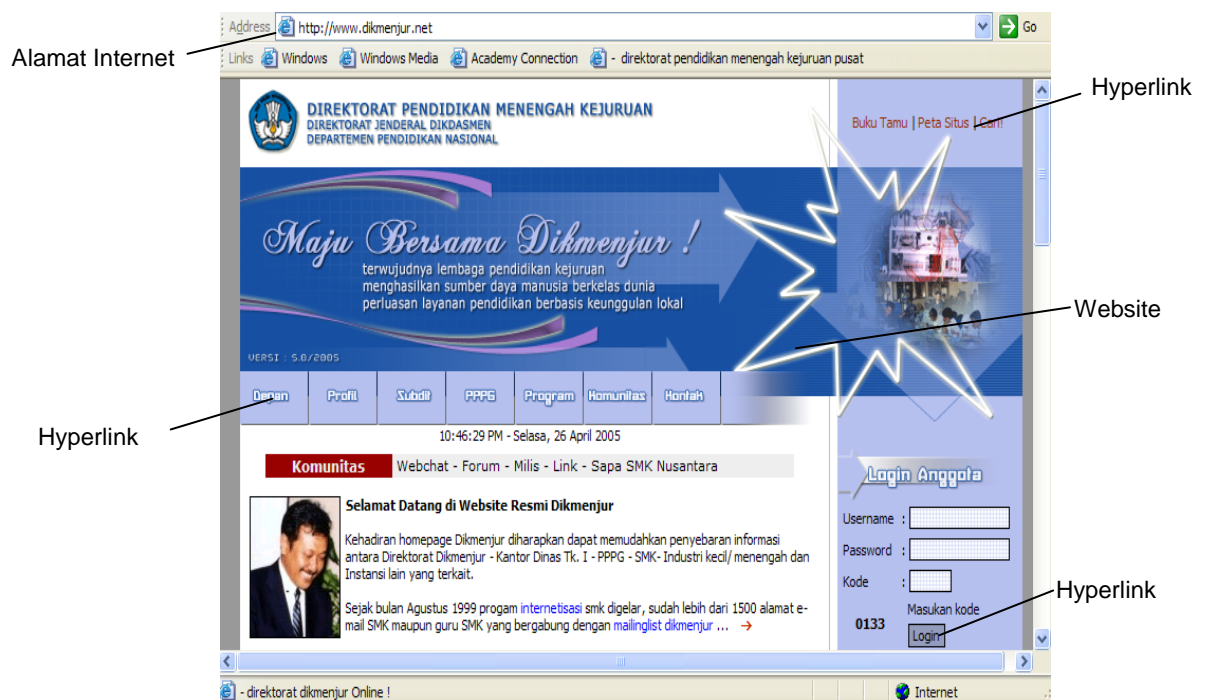 Address http://www.dikmenjur.net Go
Alamat Internet
Links Windows Windows Media Academy Connection - direktorat pendidikan menengah kejuruan pusat
Hyperlink
DIREKTORAT PENDIDIKAN MENENGAH KEJURUAN
DIREKTORAT JENDERAL DIKDASMEN
DEPARTEMEN PENDIDIKAN NASIONAL
Buku Tamu | Peta Situs | Cari!
Maju Bersama Dikmenjur !
terwujudnya lembaga pendidikan kejuruan
menghasilkan sumber daya manusia berkelas dunia
perluasan layanan pendidikan berbasis keunggulan lokal
Website
VERSI : 5.0/2005
Depan Profil Subdit PPPG Program Komunitas Kontak
Hyperlink
10:46:29 PM - Selasa, 26 April 2005
Komunitas Webchat - Forum - Milis - Link - Sapa SMK Nusantara
Login Anggota
Selamat Datang di Website Resmi Dikmenjur
Kehadiran homepage Dikmenjur diharapkan dapat memudahkan penyebaran informasi
antara Direktorat Dikmenjur - Kantor Dinas Tk. I - PPPG - SMK- Industri kecil/ menengah dan
Instansi lain yang terkait.
Sejak bulan Agustus 1999 progam internetisasi smk digelar, sudah lebih dari 1500 alamat e-
mail SMK maupun guru SMK yang bergabung dengan mailinglist dikmenjur ... →
Username :
Password :
Kode :
Hyperlink
Masukan kode
0133
Login
- direktorat dikmenjur Online ! Internet